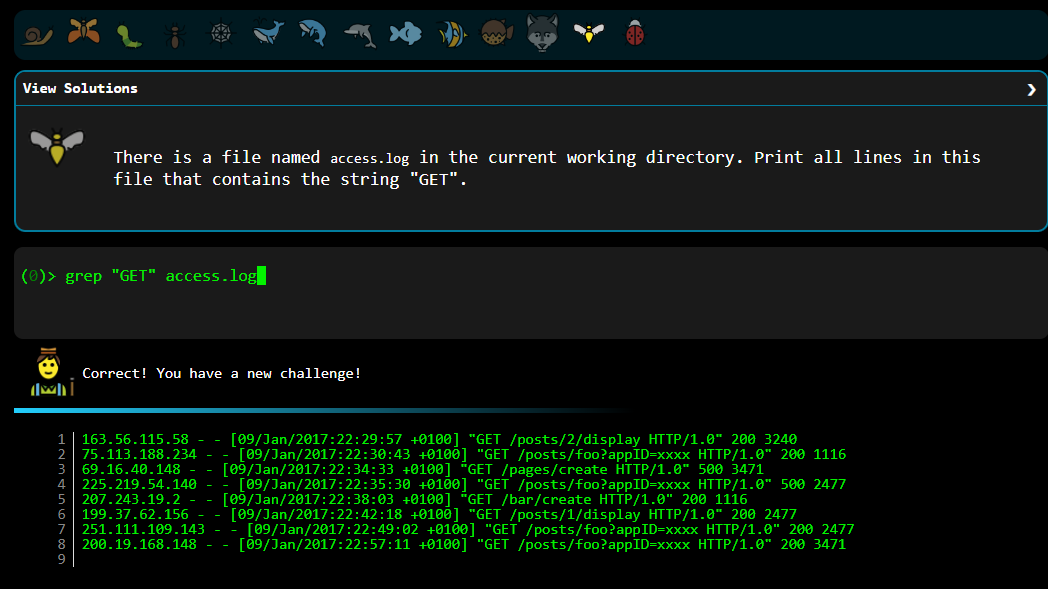 View Solutions ❯
There is a file named access.log in the current working directory. Print all lines in this
file that contains the string "GET".
(0)> grep "GET" access.log
Correct! You have a new challenge!
1 163.56.115.58 - - [09/Jan/2017:22:29:57 +0100] "GET /posts/2/display HTTP/1.0" 200 3240
2 75.113.188.234 - - [09/Jan/2017:22:30:43 +0100] "GET /posts/foo?appID=xxxx HTTP/1.0" 200 1116
3 69.16.40.148 - - [09/Jan/2017:22:34:33 +0100] "GET /pages/create HTTP/1.0" 500 3471
4 225.219.54.140 - - [09/Jan/2017:22:35:30 +0100] "GET /posts/foo?appID=xxxx HTTP/1.0" 500 2477
5 207.243.19.2 - - [09/Jan/2017:22:38:03 +0100] "GET /bar/create HTTP/1.0" 200 1116
6 199.37.62.156 - - [09/Jan/2017:22:42:18 +0100] "GET /posts/1/display HTTP/1.0" 200 2477
7 251.111.109.143 - - [09/Jan/2017:22:49:02 +0100] "GET /posts/foo?appID=xxxx HTTP/1.0" 200 2477
8 200.19.168.148 - - [09/Jan/2017:22:57:11 +0100] "GET /posts/foo?appID=xxxx HTTP/1.0" 200 3471
9